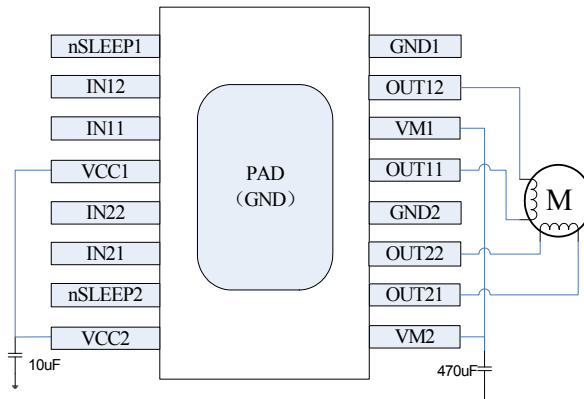 nSLEEP1
IN12
IN11
VCC1
IN22
IN21
nSLEEP2
VCC2
10uF
PAD
（GND）
GND1
OUT12
VM1
OUT11
GND2
OUT22
OUT21
VM2
470uF
M